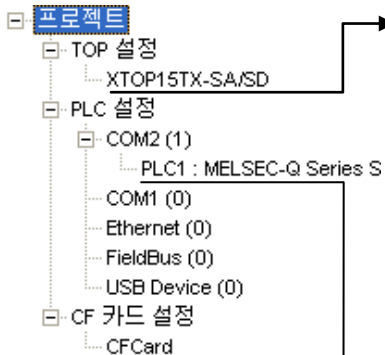 프로젝트
TOP 설정
XTOP15TX-SA/SD
PLC 설정
COM2 (1)
PLC1 : MELSEC-Q Series S
COM1 (0)
Ethernet (0)
FieldBus (0)
USB Device (0)
CF 카드 설정
CFCard